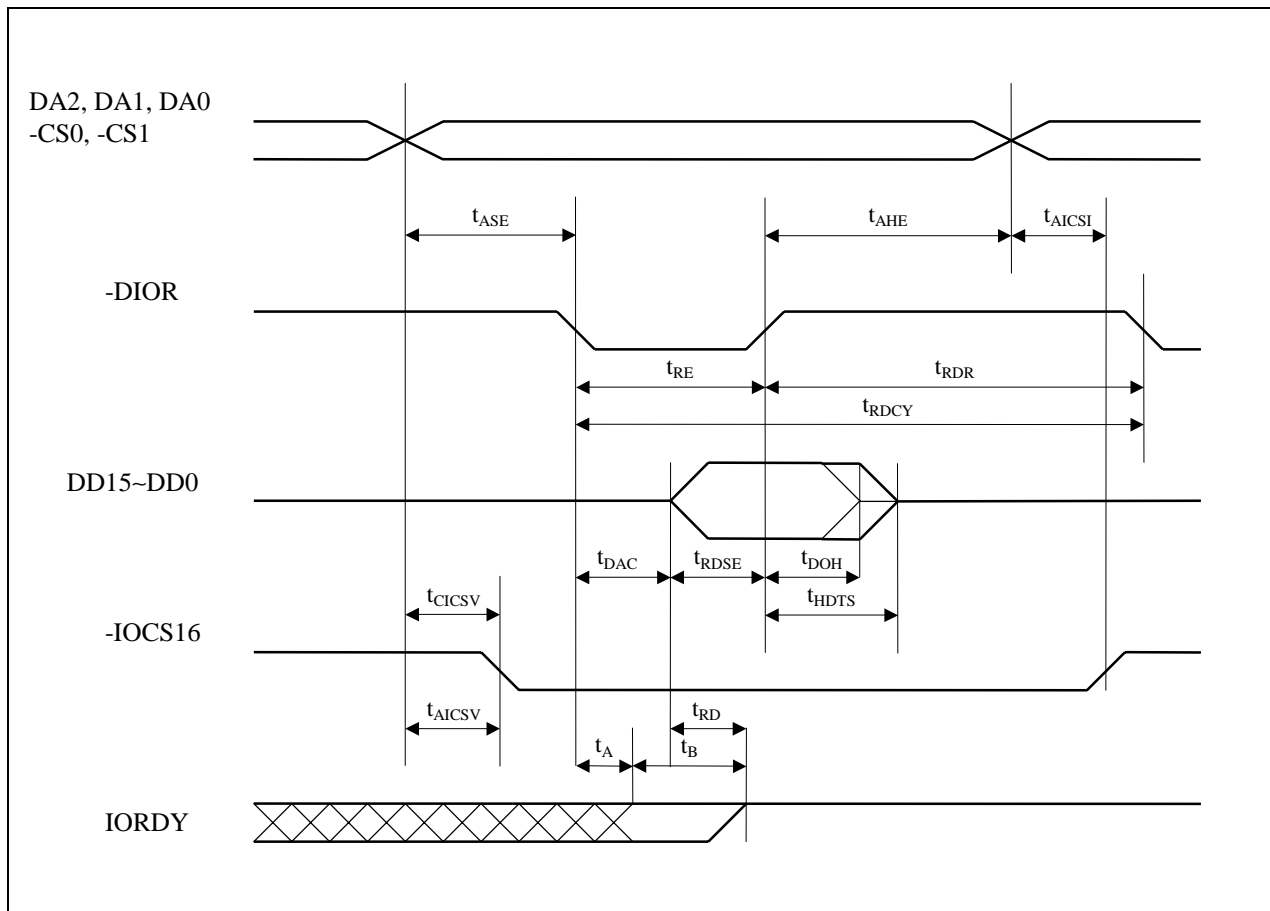 DA2, DA1, DA0
-CS0, -CS1
tASE
tAHE
tAICSI
-DIOR
tRE
tRDR
tRDCY
DD15~DD0
tDAC
tRDSE
tDOH
tHDTS
tCICSV
-IOCS16
tAICSV
tRD
tA
tB
IORDY